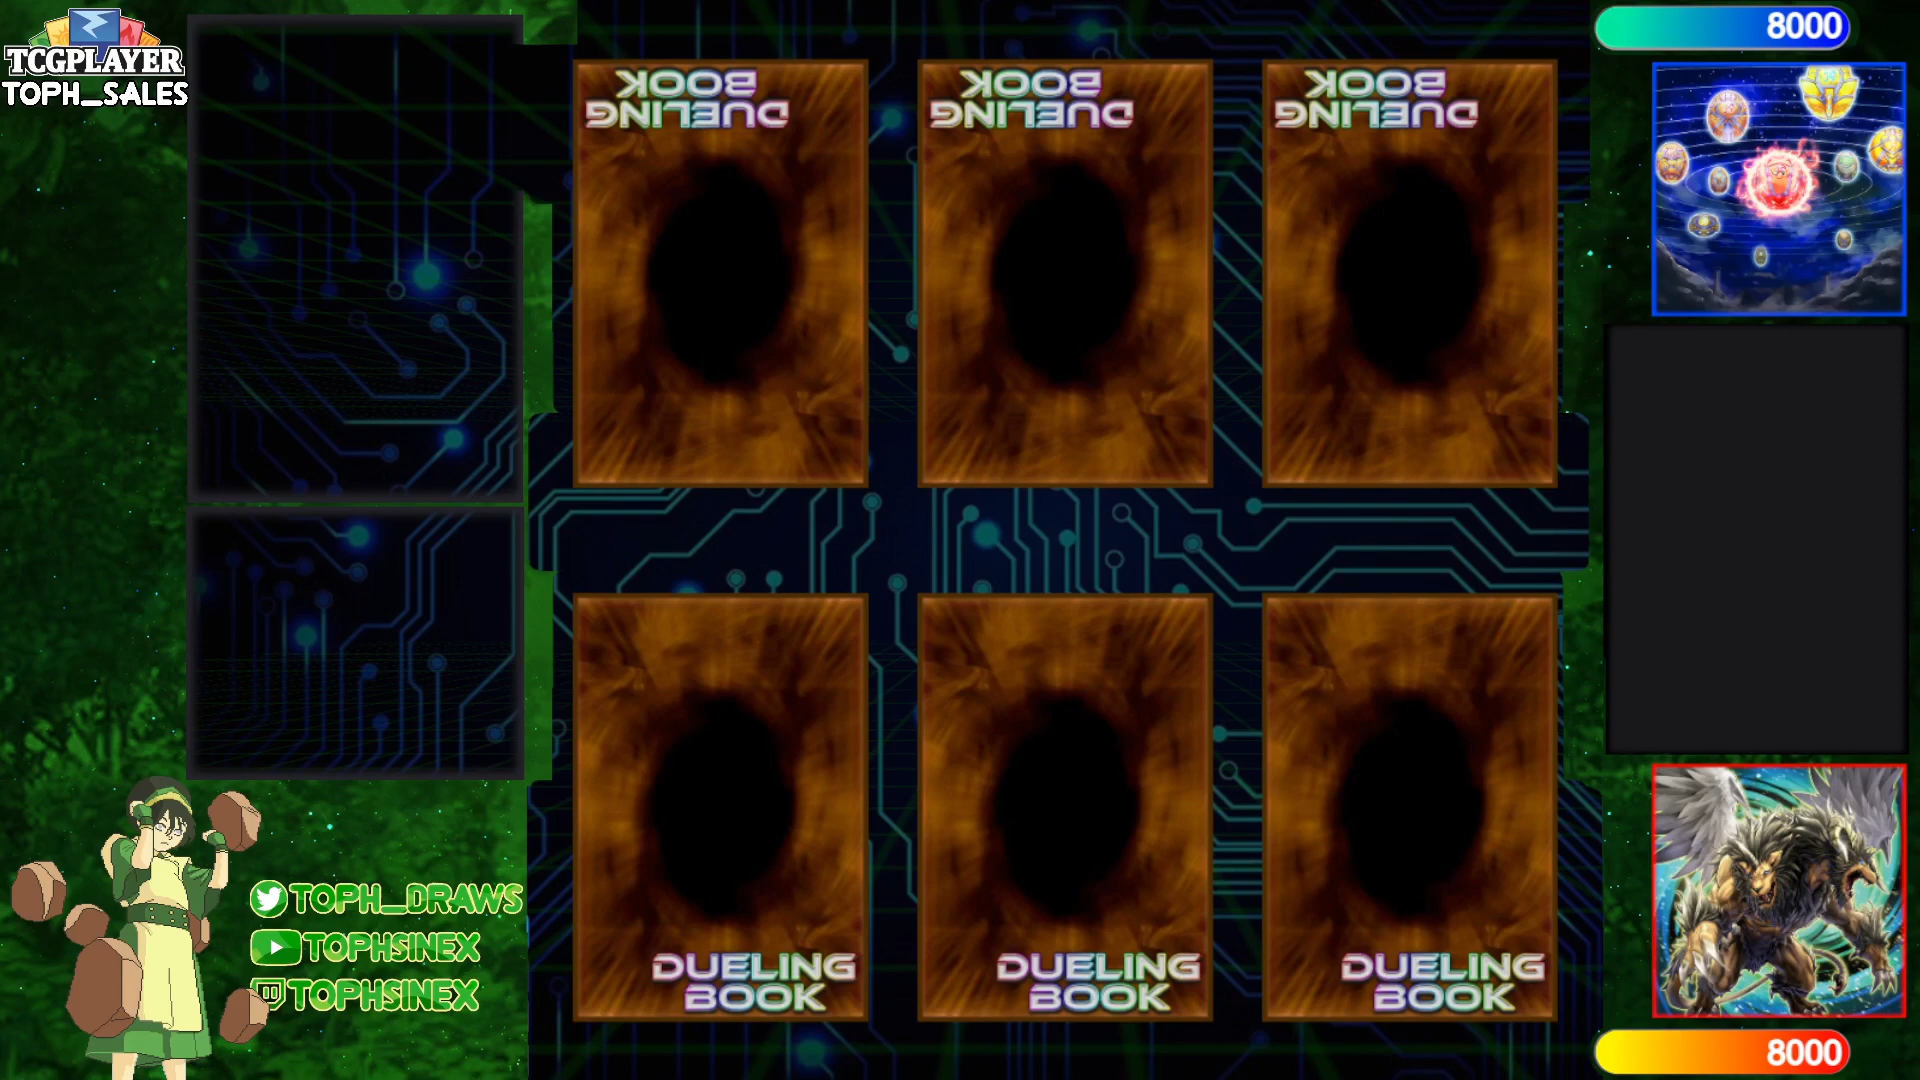 TCGPLAYER
TOPH_SALES
8000
DUELING
BOOK
DUELING
BOOK
DUELING
BOOK
DUELING
BOOK
DUELING
BOOK
DUELING
BOOK
TOPH_DRAWS
TOPHSINEX
TOPHSINEX
8000